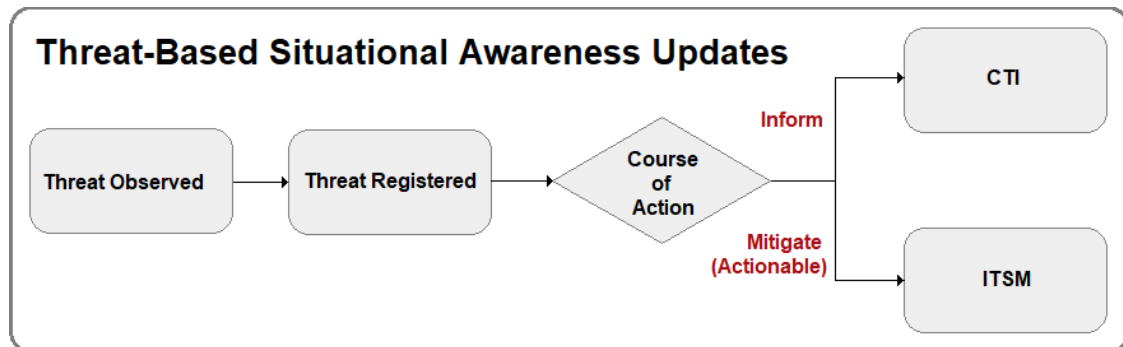 Threat-Based Situational Awareness Updates
Threat Observed
Threat Registered
Course
of
Action
Inform
Mitigate
(Actionable)
CTI
ITSM